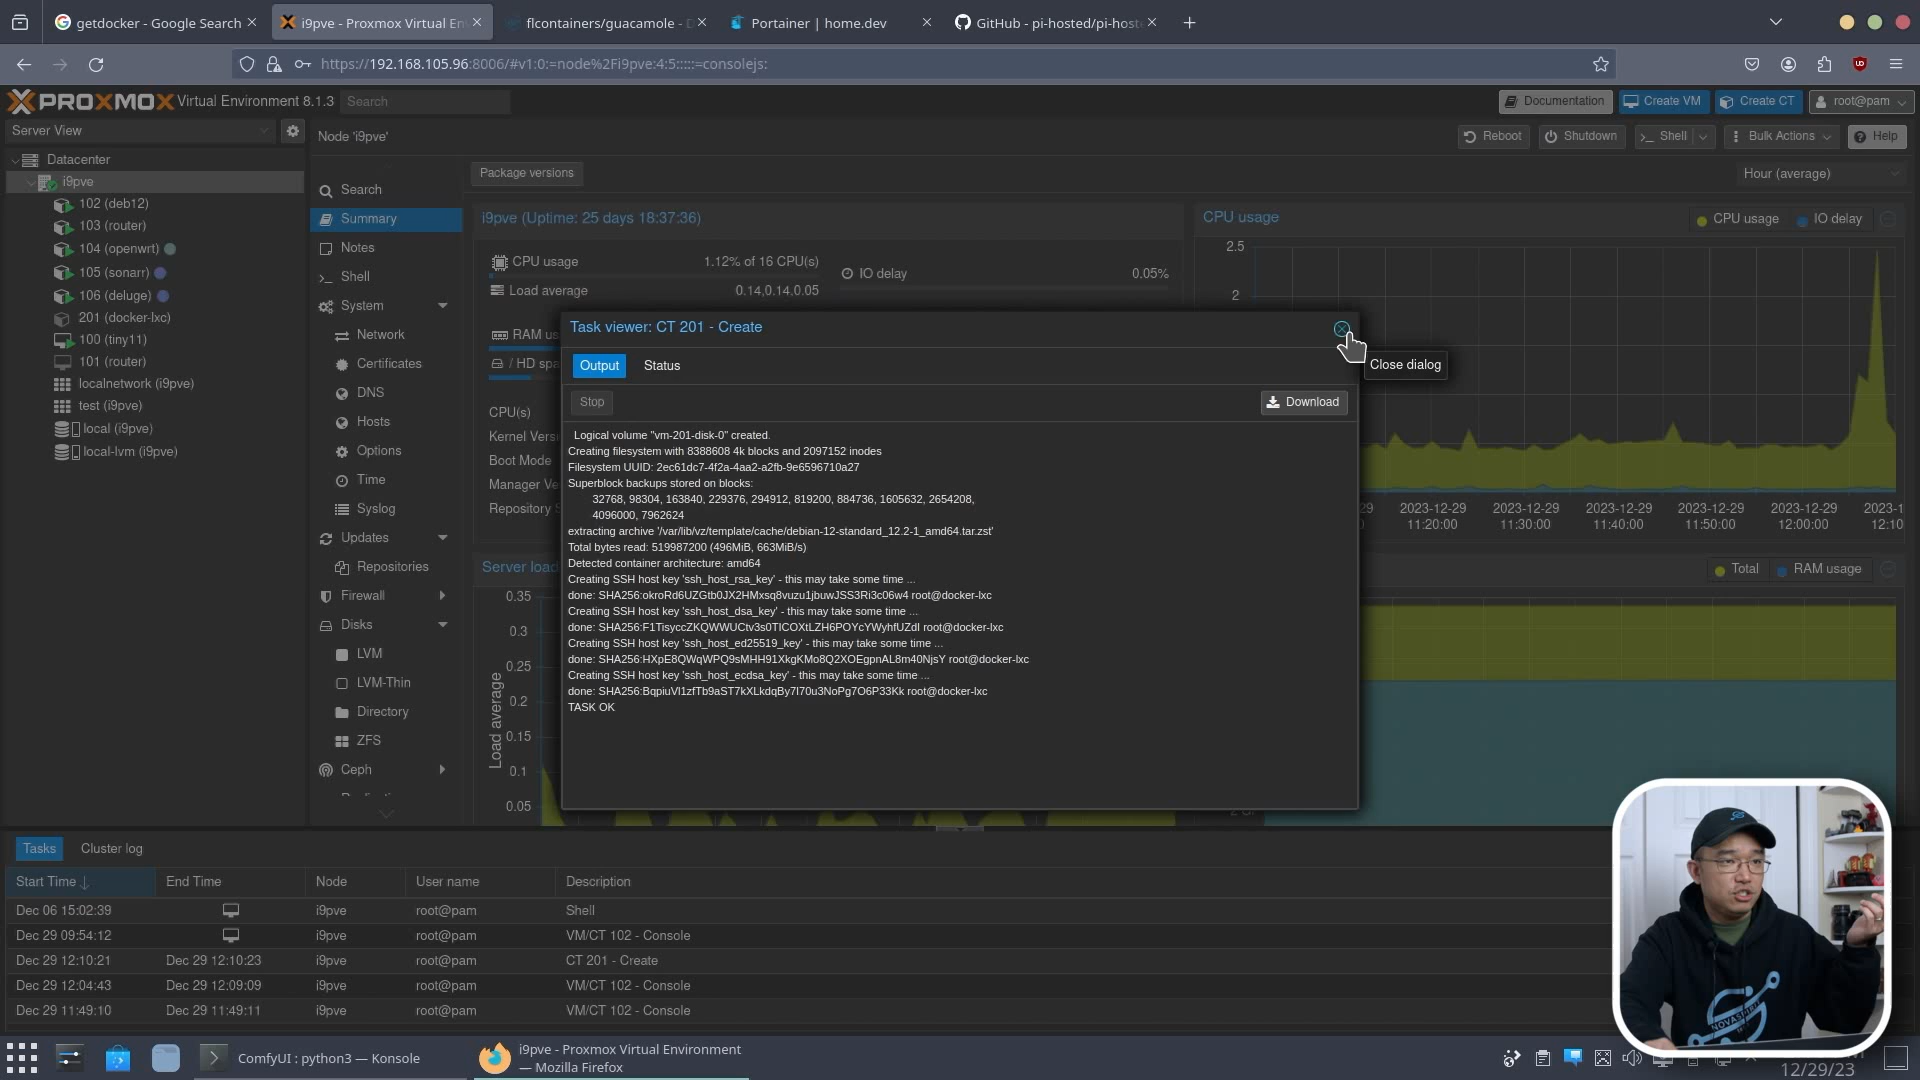 getdocker - Google Search
i9pve - Proxmox Virtual En
flcontainers/guacamole - D
Portainer | home.dev
GitHub - pi-hosted/pi-host
https://192.168.105.96:8006/#v1:0:=node%2Fi9pve:4:5:::::=consolejs:
PROXMOX Virtual Environment 8.1.3
Search
Documentation
Create VM
Create CT
root@pam
Server View
Node 'i9pve'
Reboot
Shutdown
Shell
Bulk Actions
Help
Datacenter
i9pve
102 (deb12)
103 (router)
104 (openwrt)
105 (sonarr)
106 (deluge)
201 (docker-lxc)
100 (tiny11)
101 (router)
localnetwork (i9pve)
test (i9pve)
local (i9pve)
local-lvm (i9pve)
Search
Summary
Notes
Shell
System
Network
Certificates
DNS
Hosts
Options
Time
Syslog
Updates
Repositories
Firewall
Disks
LVM
LVM-Thin
Directory
ZFS
Ceph
Package versions
Hour (average)
i9pve (Uptime: 25 days 18:37:36)
CPU usage
1.12% of 16 CPU(s)
IO delay
0.05%
Load average
0.14,0.14,0.05
RAM us
/ HD spa
CPU(s)
Kernel Versi
Boot Mode
Manager Ve
Repository S
CPU usage
CPU usage
IO delay
2.5
2
29
2023-12-29
2023-12-29
2023-12-29
2023-12-29
2023-12-29
2023-1
0
11:20:00
11:30:00
11:40:00
11:50:00
12:00:00
12:10
Server load
0.35
0.3
0.25
0.2
0.15
0.1
0.05
Load average
Total
RAM usage
Task viewer: CT 201 - Create
Close dialog
Output
Status
Stop
Download
Logical volume "vm-201-disk-0" created.
Creating filesystem with 8388608 4k blocks and 2097152 inodes
Filesystem UUID: 2ec61dc7-4f2a-4aa2-a2fb-9e6596710a27
Superblock backups stored on blocks:
32768, 98304, 163840, 229376, 294912, 819200, 884736, 1605632, 2654208,
4096000, 7962624
extracting archive '/var/lib/vz/template/cache/debian-12-standard_12.2-1_amd64.tar.zst'
Total bytes read: 519987200 (496MiB, 663MiB/s)
Detected container architecture: amd64
Creating SSH host key 'ssh_host_rsa_key' - this may take some time ...
done: SHA256:okroRd6UZGtb0JX2HMxsq8vuzu1jbuwJSS3Ri3c06w4 root@docker-lxc
Creating SSH host key 'ssh_host_dsa_key' - this may take some time ...
done: SHA256:F1TisyccZKQWWUCtv3s0TICOXtLZH6POYcYWyhfUZdI root@docker-lxc
Creating SSH host key 'ssh_host_ed25519_key' - this may take some time ...
done: SHA256:HXpE8QWqWPQ9sMHH91XkgKMo8Q2XOEgpnAL8m40NjsY root@docker-lxc
Creating SSH host key 'ssh_host_ecdsa_key' - this may take some time ...
done: SHA256:BqpiuVl1zfTb9aST7kXLkdqBy7I70u3NoPg7O6P33Kk root@docker-lxc
TASK OK
Tasks
Cluster log
Start Time
End Time
Node
User name
Description
Dec 06 15:02:39
i9pve
root@pam
Shell
Dec 29 09:54:12
i9pve
root@pam
VM/CT 102 - Console
Dec 29 12:10:21
Dec 29 12:10:23
i9pve
root@pam
CT 201 - Create
Dec 29 12:04:43
Dec 29 12:09:09
i9pve
root@pam
VM/CT 102 - Console
Dec 29 11:49:10
Dec 29 11:49:11
i9pve
root@pam
VM/CT 102 - Console
ComfyUI : python3 — Konsole
i9pve - Proxmox Virtual Environment
— Mozilla Firefox
12/29/23